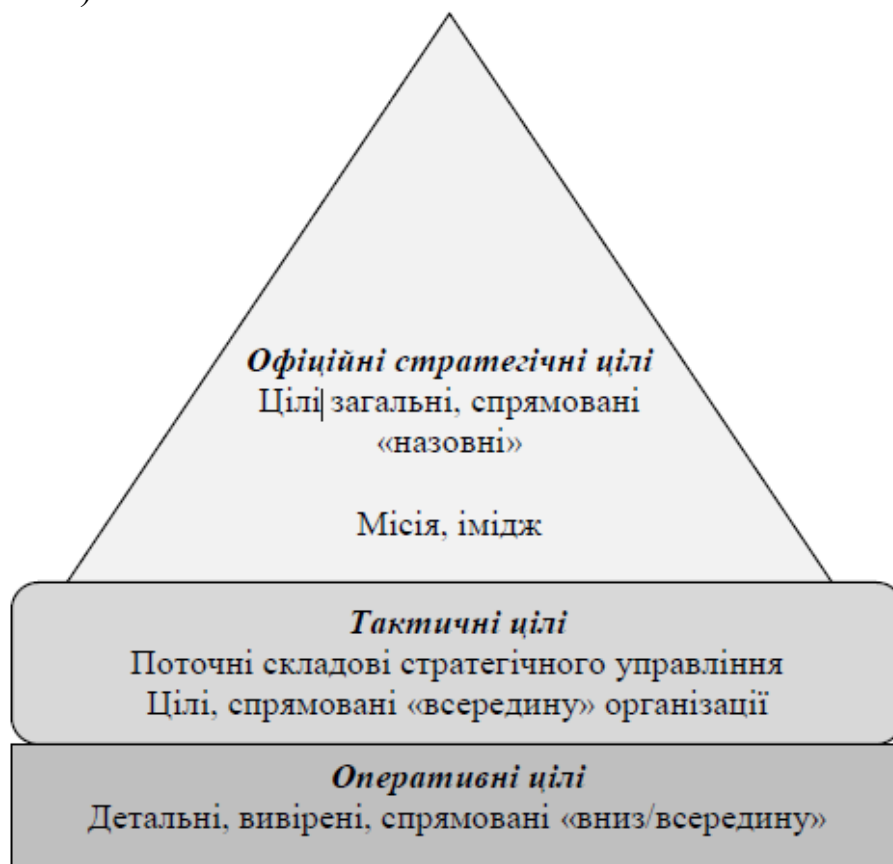 )
Офіційні стратегічні цілі
Цілі загальні, спрямовані
«назовні»
Місія, імідж
Тактичні цілі
Поточні складові стратегічного управління
Цілі, спрямовані «всередину» організації
Оперативні цілі
Детальні, вивірені, спрямовані «вниз/всередину»